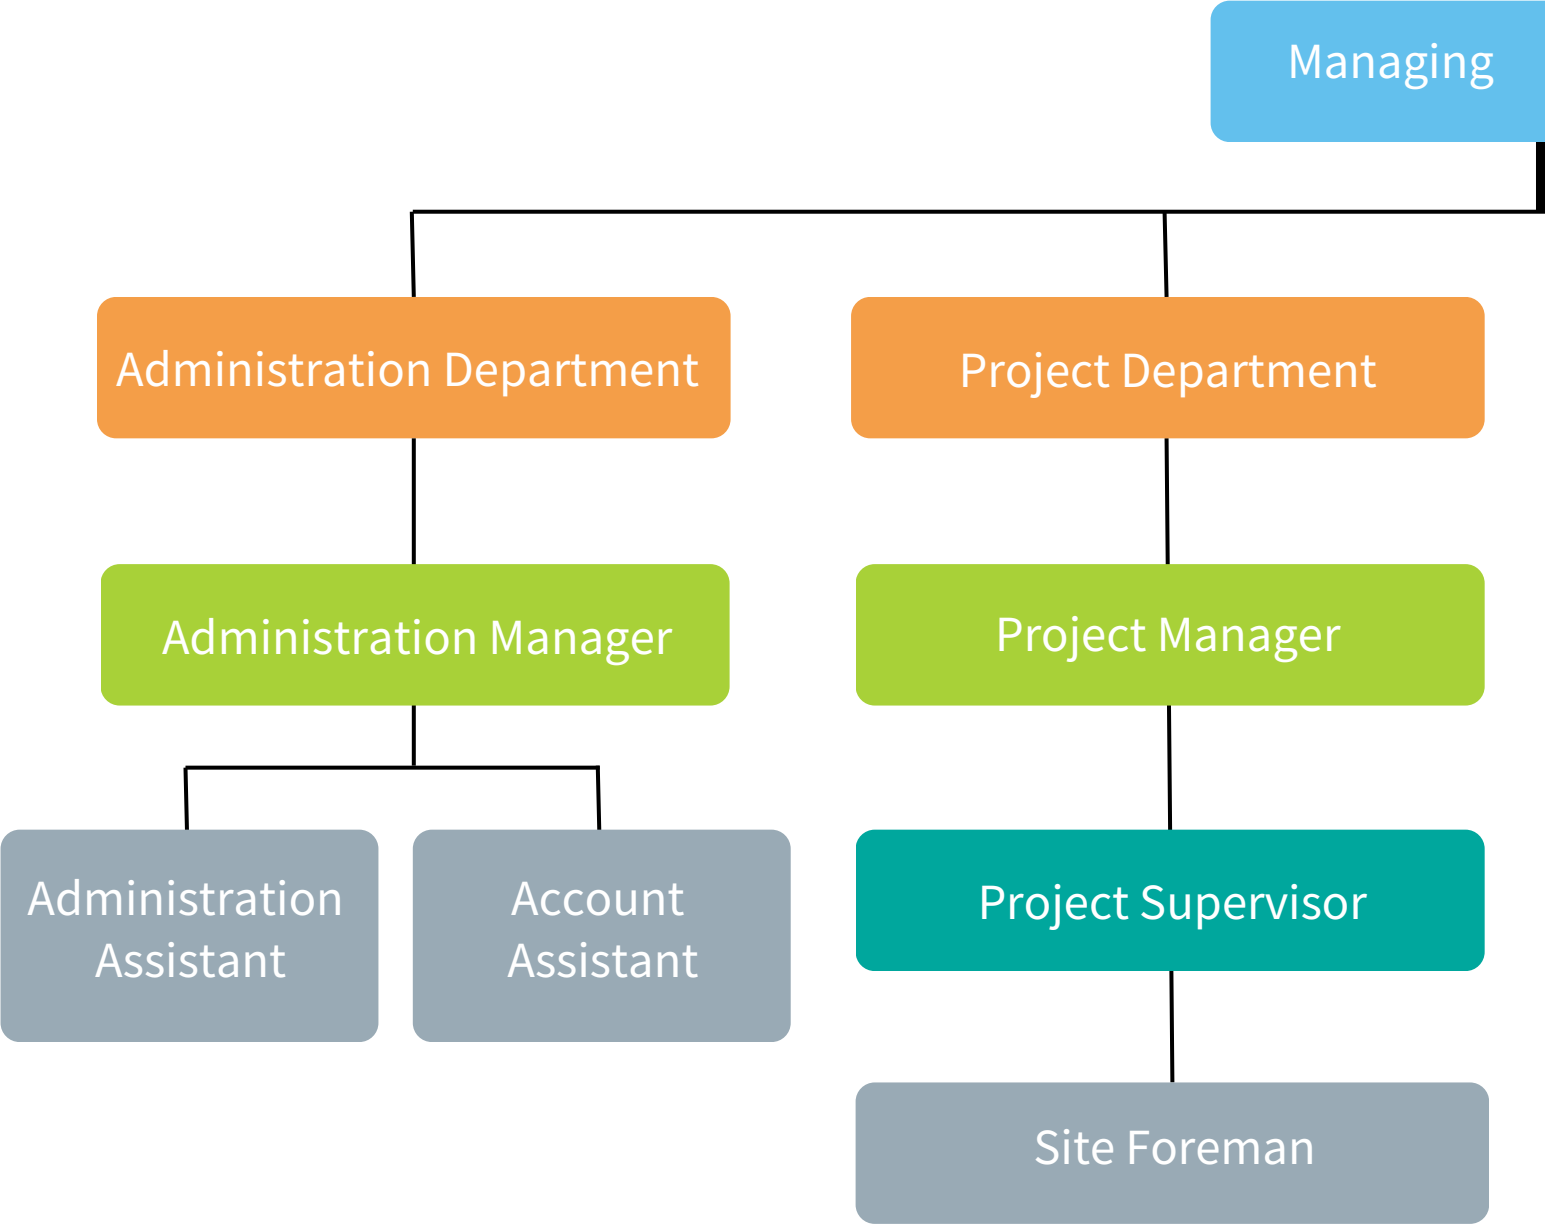 Managing
Administration Department
Project Department
Administration Manager
Project Manager
Administration
Assistant
Account
Assistant
Project Supervisor
Site Foreman